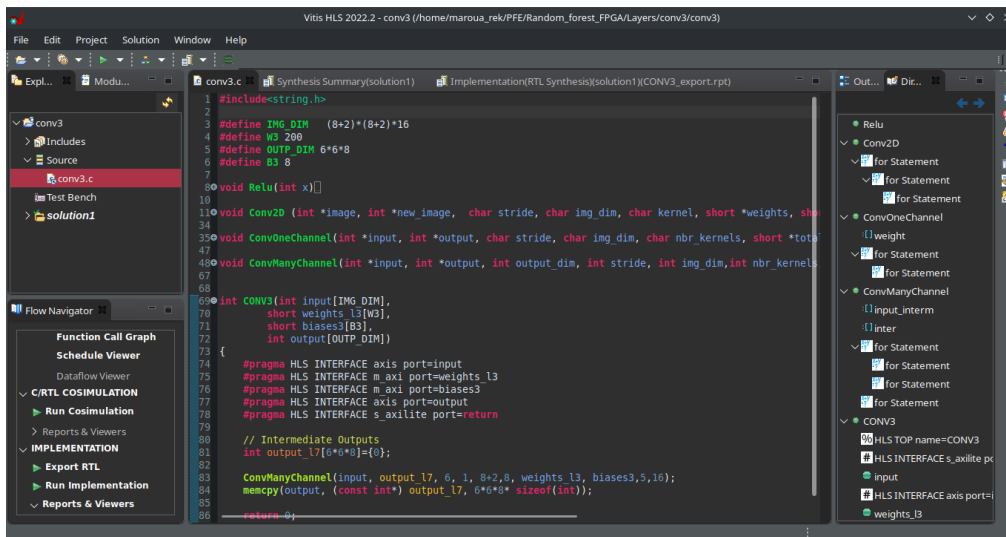 Vitis HLS 2022.2 - conv3 (/home/maroua_rek/PFE/Random_forest_FPGA/Layers/conv3/conv3)
File Edit Project Solution Window Help
Expl... Modu...
conv3
Includes
Source
conv3.c
Test Bench
solution1
Flow Navigator
Function Call Graph
Schedule Viewer
Dataflow Viewer
C/RTL COSIMULATION
Run Cosimulation
Reports & Viewers
IMPLEMENTATION
Export RTL
Run Implementation
Reports & Viewers
conv3.c Synthesis Summary(solution1) Implementation(RTL Synthesis)(solution1)(CONV3_export.rpt)
1 #include<string.h>
2
3 #define IMG_DIM (8+2)*(8+2)*16
4 #define W3 200
5 #define OUTP_DIM 6*6*8
6 #define B3 8
7
8 void Relu(int x)
10
11 void Conv2D (int *image, int *new_image, char stride, char img_dim, char kernel, short *weights, sho
34
35 void ConvOneChannel(int *input, int *output, char stride, char img_dim, char nbr_kernels, short *total
47
48 void ConvManyChannel(int *input, int *output, int output_dim, int stride, int img_dim,int nbr_kernels
67
68
69 int CONV3(int input[IMG_DIM],
70 short weights_l3[W3],
71 short biases3[B3],
72 int output[OUTP_DIM])
73 {
74 #pragma HLS INTERFACE axis port=input
75 #pragma HLS INTERFACE m_axi port=weights_l3
76 #pragma HLS INTERFACE m_axi port=biases3
77 #pragma HLS INTERFACE axis port=output
78 #pragma HLS INTERFACE s_axilite port=return
79
80 // Intermediate Outputs
81 int output_l7[6*6*8]={0};
82
83 ConvManyChannel(input, output_l7, 6, 1, 8+2,8, weights_l3, biases3,5,16);
84 memcpy(output, (const int*) output_l7, 6*6*8* sizeof(int));
85
86 return 0;
Out... Dir...
Relu
Conv2D
for Statement
for Statement
for Statement
ConvOneChannel
weight
for Statement
for Statement
ConvManyChannel
input_interm
inter
for Statement
for Statement
for Statement
for Statement
CONV3
% HLS TOP name=CONV3
# HLS INTERFACE s_axilite po
input
# HLS INTERFACE axis port=i
weights_l3